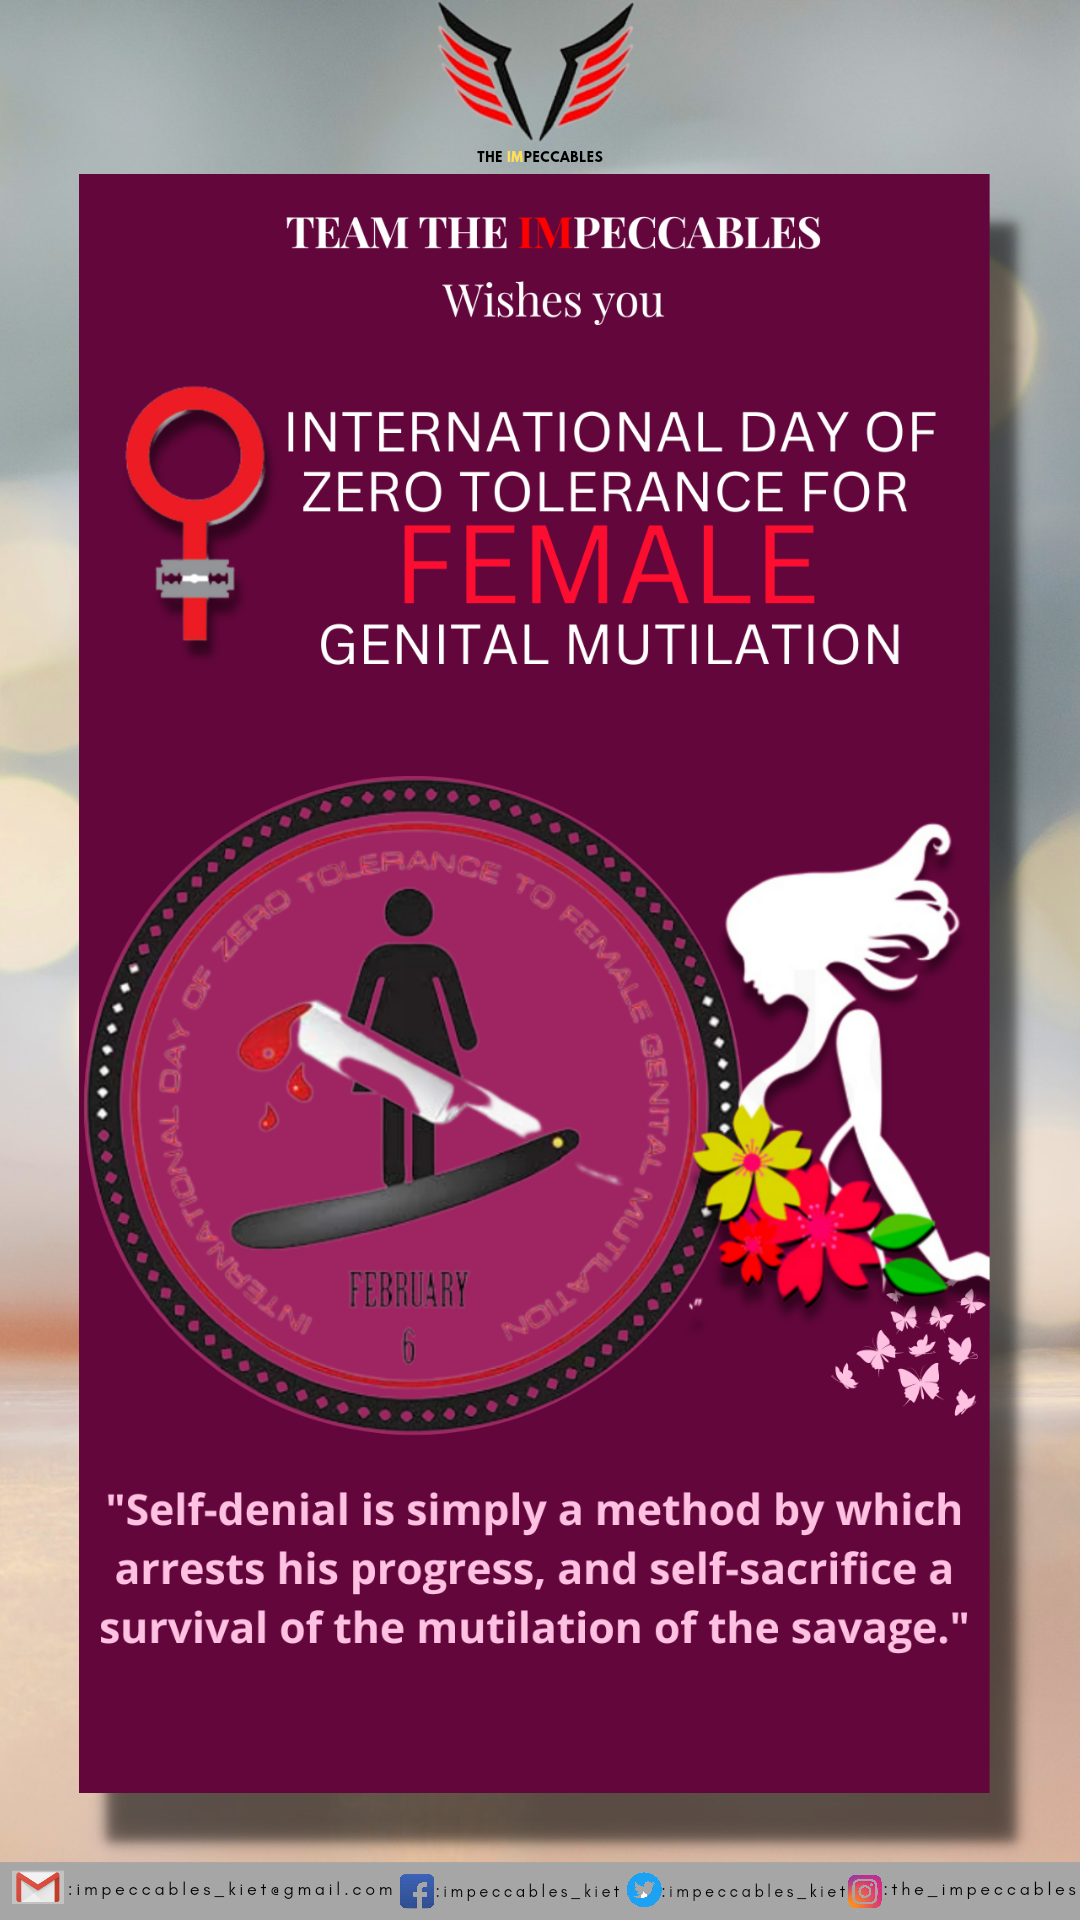 THE IMPECCABLES
TEAM THE IMPECCABLES
Wishes you
INTERNATIONAL DAY OF
ZERO TOLERANCE FOR
FEMALE
GENITAL MUTILATION
INTERNATIONAL DAY OF ZERO TOLERANCE TO FEMALE GENITAL MUTILATION
FEBRUARY
6
"Self-denial is simply a method by which
arrests his progress, and self-sacrifice a
survival of the mutilation of the savage."
:impeccables_kiet@gmail.com :impeccables_kiet :impeccables_kiet :the_impeccables